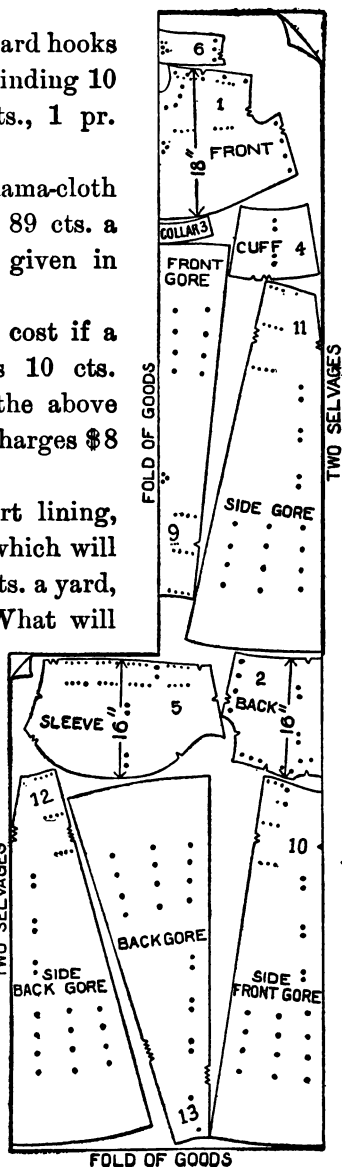 ard hooks
inding 10
ts., 1 pr.
ama-cloth
89 cts. a
given in
cost if a
s 10 cts.
the above
harges $8
rt lining,
which will
ts. a yard,
What will
6
1
18"
FRONT
COLLAR 3
CUFF 4
FRONT
GORE
11
FOLD OF GOODS
TWO SELVAGES
SIDE GORE
9
2
BACK
16"
SLEEVE
16"
5
12
10
TWO SELVAGES
BACK GORE
SIDE
BACK GORE
SIDE
FRONT GORE
13
FOLD OF GOODS